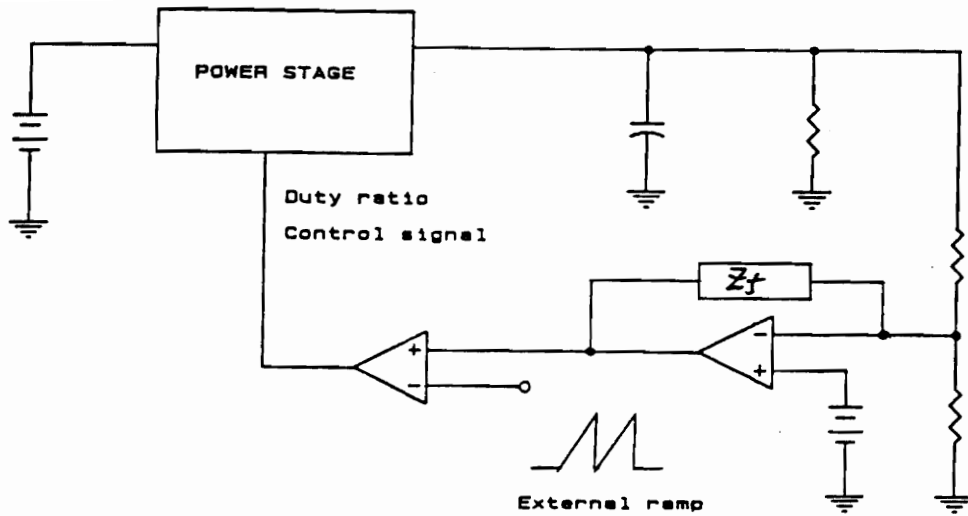 POWER STAGE
Duty ratio
Control signal
Zf
+
-
-
+
External ramp